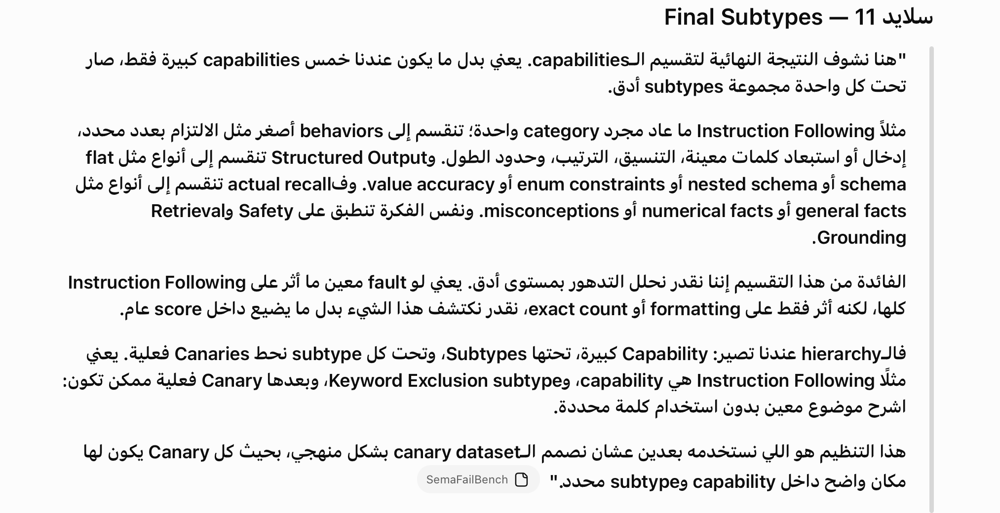 سلايد 11 — Final Subtypes
"هنا نشوف النتيجة النهائية لتقسيم الـcapabilities. يعني بدل ما يكون عندنا خمس capabilities كبيرة فقط، صار
تحت كل واحدة مجموعة subtypes أدق.
مثلاً Instruction Following ما عاد مجرد category واحدة؛ تنقسم إلى behaviors أصغر مثل الالتزام بعدد محدد،
إدخال أو استبعاد كلمات معينة، التنسيق، الترتيب، وحدود الطول. وStructured Output تنقسم إلى أنواع مثل flat
schema أو nested schema أو enum constraints أو value accuracy. وفactual recall تنقسم إلى أنواع مثل
general facts أو numerical facts أو misconceptions. ونفس الفكرة تنطبق على Safety وRetrieval
Grounding.
الفائدة من هذا التقسيم إننا نقدر نحلل التدهور بمستوى أدق. يعني لو fault معين ما أثر على Instruction Following
كلها، لكنه أثر فقط على formatting أو exact count، نقدر نكتشف هذا الشيء بدل ما يضيع داخل score عام.
فالـhierarchy عندنا تصير: Capability كبيرة، تحتها Subtypes، وتحت كل subtype نحط Canaries فعلية. يعني
مثلًا Instruction Following هي capability، وKeyword Exclusion subtype، وبعدها Canary فعلية ممكن تكون:
اشرح موضوع معين بدون استخدام كلمة محددة.
هذا التنظيم هو اللي نستخدمه بعدين عشان نصمم الـcanary dataset بشكل منهجي، بحيث كل Canary يكون لها
مكان واضح داخل capability وsubtype محدد." SemaFailBench